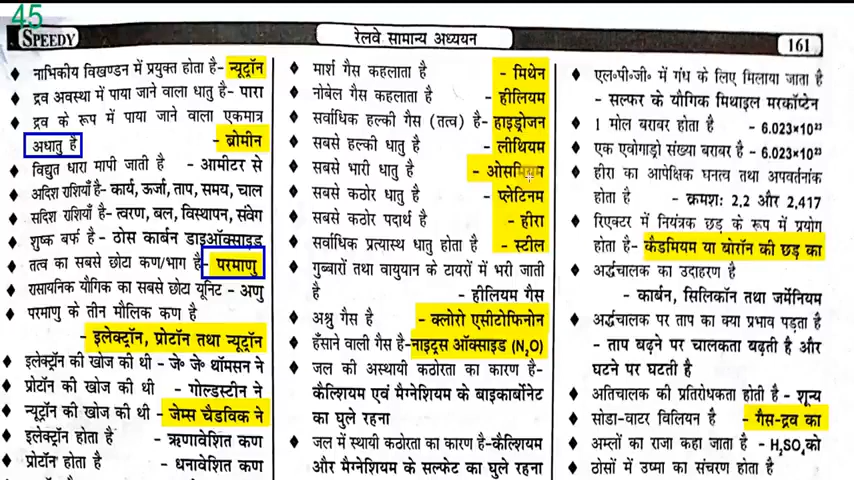 45
SPEEDY
रेलवे सामान्य अध्ययन
161
♦ नाभिकीय विखण्डन में प्रयुक्त होता है- न्यूट्रॉन
♦ द्रव अवस्था में पाया जाने वाला धातु है- पारा
♦ द्रव के रूप में पाया जाने वाला एकमात्र
अधातु है - ब्रोमीन
♦ विद्युत धारा मापी जाती है - आमीटर से
♦ अदिश राशियाँ है- कार्य, ऊर्जा, ताप, समय, चाल
♦ सदिश राशियाँ है- त्वरण, बल, विस्थापन, संवेग
♦ शुष्क बर्फ है - ठोस कार्बन डाइऑक्साइड
♦ तत्व का सबसे छोटा कण/भाग है- परमाणु
♦ रासायनिक यौगिक का सबसे छोटा यूनिट - अणु
♦ परमाणु के तीन मौलिक कण है
- इलेक्ट्रॉन, प्रोटॉन तथा न्यूट्रॉन
♦ इलेक्ट्रॉन की खोज की थी - जे० जे० थॉमसन ने
♦ प्रोटॉन की खोज की थी - गोल्डस्टीन ने
♦ न्यूट्रॉन की खोज की थी - जेम्स चैडविक ने
♦ इलेक्ट्रॉन होता है - ऋणावेशित कण
♦ प्रोटॉन होता है - धनावेशित कण
♦ मार्श गैस कहलाता है - मिथेन
♦ नोबेल गैस कहलाता है - हीलियम
♦ सर्वाधिक हल्की गैस (तत्व) है- हाइड्रोजन
♦ सबसे हल्की धातु है - लीथियम
♦ सबसे भारी धातु है - ओसमियम
♦ सबसे कठोर धातु है - प्लेटिनम
♦ सबसे कठोर पदार्थ है - हीरा
♦ सर्वाधिक प्रत्यास्थ धातु होता है - स्टील
♦ गुब्बारों तथा वायुयान के टायरों में भरी जाती
है - हीलियम गैस
♦ अश्रु गैस है - क्लोरो एसीटोफिनोन
♦ हँसाने वाली गैस है-नाइट्रस ऑक्साइड (N₂O)
♦ जल की अस्थायी कठोरता का कारण है-
कैल्शियम एवं मैग्नेशियम के बाइकार्बोनेट
का घुले रहना
♦ जल में स्थायी कठोरता का कारण है-कैल्शियम
और मैग्नेशियम के सल्फेट का घुले रहना
♦ एल०पी०जी० में गंध के लिए मिलाया जाता है
- सल्फर के यौगिक मिथाइल मरकॉप्टेन
♦ 1 मोल बराबर होता है - 6.023×10²³
♦ एक एवोगाड्रो संख्या बराबर है - 6.023×10²³
♦ हीरा का आपेक्षिक घनत्व तथा अपवर्तनांक
होता है - क्रमशः 2.2 और 2.417
♦ रिएक्टर में नियंत्रक छड़ के रूप में प्रयोग
होता है- कैडमियम या बोरॉन की छड़ का
♦ अर्द्धचालक का उदाहरण है
- कार्बन, सिलिकॉन तथा जर्मेनियम
♦ अर्द्धचालक पर ताप का क्या प्रभाव पड़ता है
- ताप बढ़ने पर चालकता बढ़ती है और
घटने पर घटती है
♦ अतिचालक की प्रतिरोधकता होती है - शून्य
♦ सोडा-वाटर विलियन है - गैस-द्रव का
♦ अम्लों का राजा कहा जाता है - H₂SO₄ को
♦ ठोसों में उष्मा का संचरण होता है